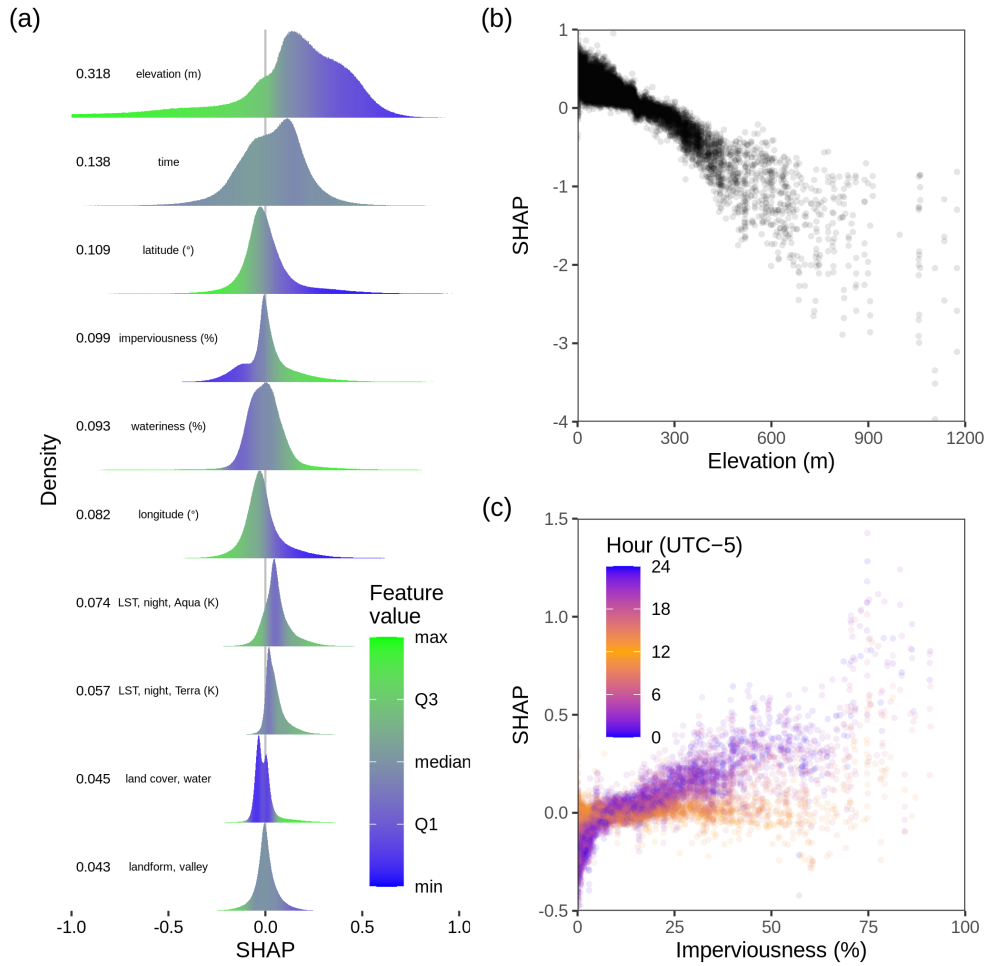 (a)
0.318 elevation (m)
0.138 time
0.109 latitude (°)
0.099 imperviousness (%)
0.093 wateriness (%)
0.082 longitude (°)
0.074 LST, night, Aqua (K)
0.057 LST, night, Terra (K)
0.045 land cover, water
0.043 landform, valley
Density
-1.0 -0.5 0.0 0.5 1.0
SHAP
Feature
value
max
Q3
median
Q1
min
(b)
1
0
-1
-2
-3
-4
SHAP
0 300 600 900 1200
Elevation (m)
(c)
1.5
1.0
0.5
0.0
-0.5
SHAP
Hour (UTC−5)
24
18
12
6
0
0 25 50 75 100
Imperviousness (%)